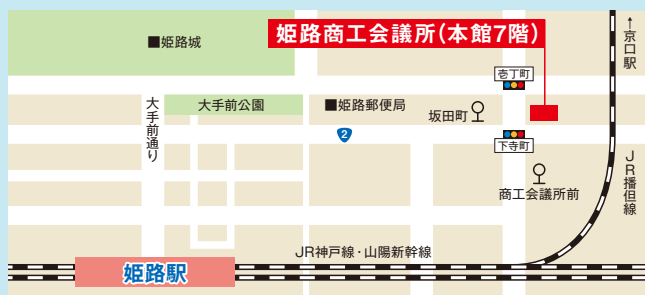 姫路商工会議所(本館7階)
↑京口駅
■姫路城
壱丁町
大手前公園
■姫路郵便局
坂田町
大手前通り
2
下寺町
JR播但線
商工会議所前
JR神戸線・山陽新幹線
姫路駅